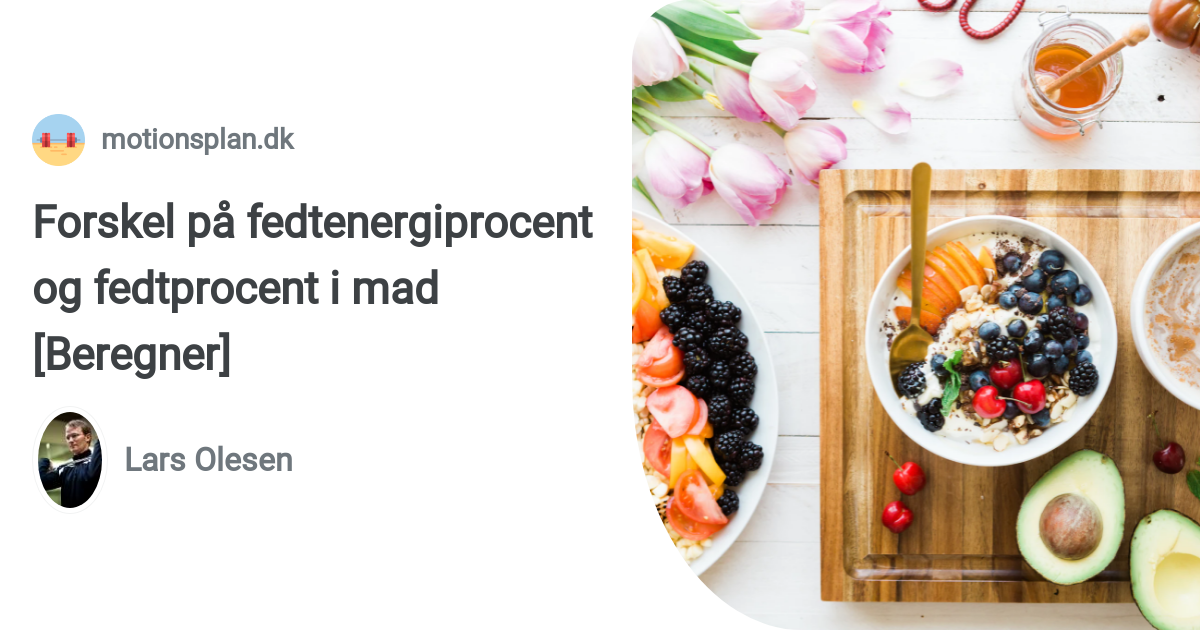 motionsplan.dk
Forskel på fedtenergiprocent
og fedtprocent i mad
[Beregner]
Lars Olesen